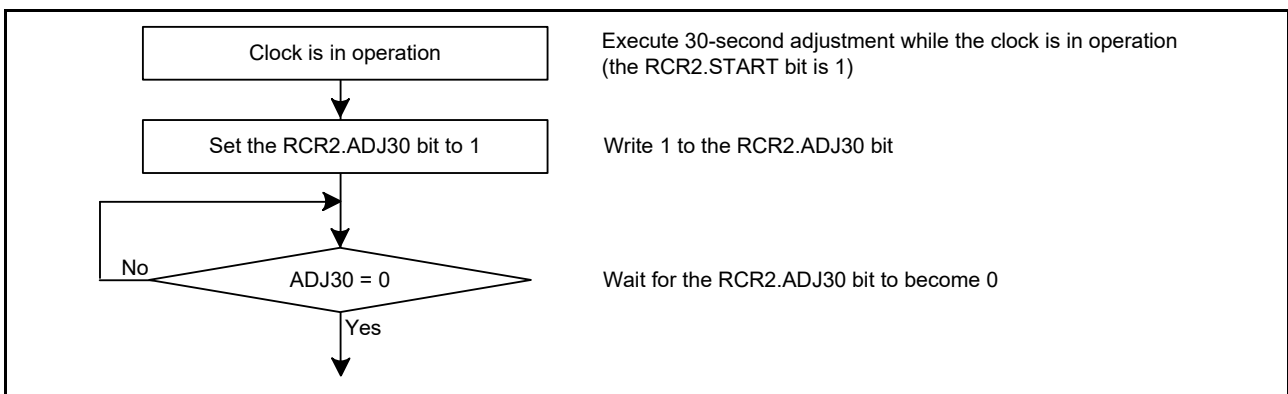 Clock is in operation
Execute 30-second adjustment while the clock is in operation
(the RCR2.START bit is 1)
Set the RCR2.ADJ30 bit to 1
Write 1 to the RCR2.ADJ30 bit
No
ADJ30 = 0
Wait for the RCR2.ADJ30 bit to become 0
Yes